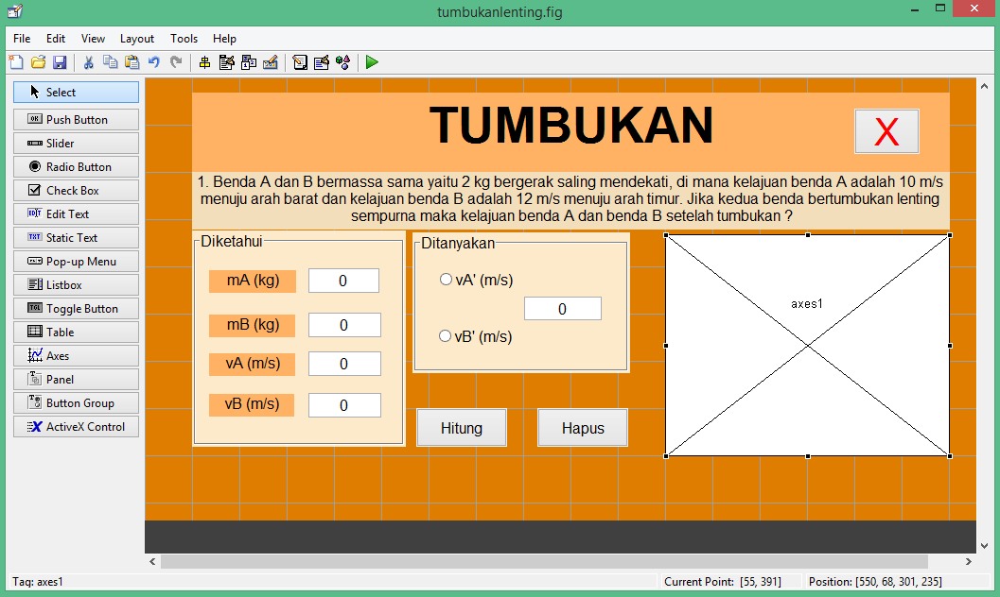 tumbukanlenting.fig
File Edit View Layout Tools Help
Select
Push Button
Slider
Radio Button
Check Box
Edit Text
Static Text
Pop-up Menu
Listbox
Toggle Button
Table
Axes
Panel
Button Group
ActiveX Control
TUMBUKAN
X
1. Benda A dan B bermassa sama yaitu 2 kg bergerak saling mendekati, di mana kelajuan benda A adalah 10 m/s
menuju arah barat dan kelajuan benda B adalah 12 m/s menuju arah timur. Jika kedua benda bertumbukan lenting
sempurna maka kelajuan benda A dan benda B setelah tumbukan ?
Diketahui
mA (kg) 0
mB (kg) 0
vA (m/s) 0
vB (m/s) 0
Ditanyakan
vA' (m/s)
0
vB' (m/s)
Hitung
Hapus
axes1
Tag: axes1
Current Point: [55, 391]
Position: [550, 68, 301, 235]